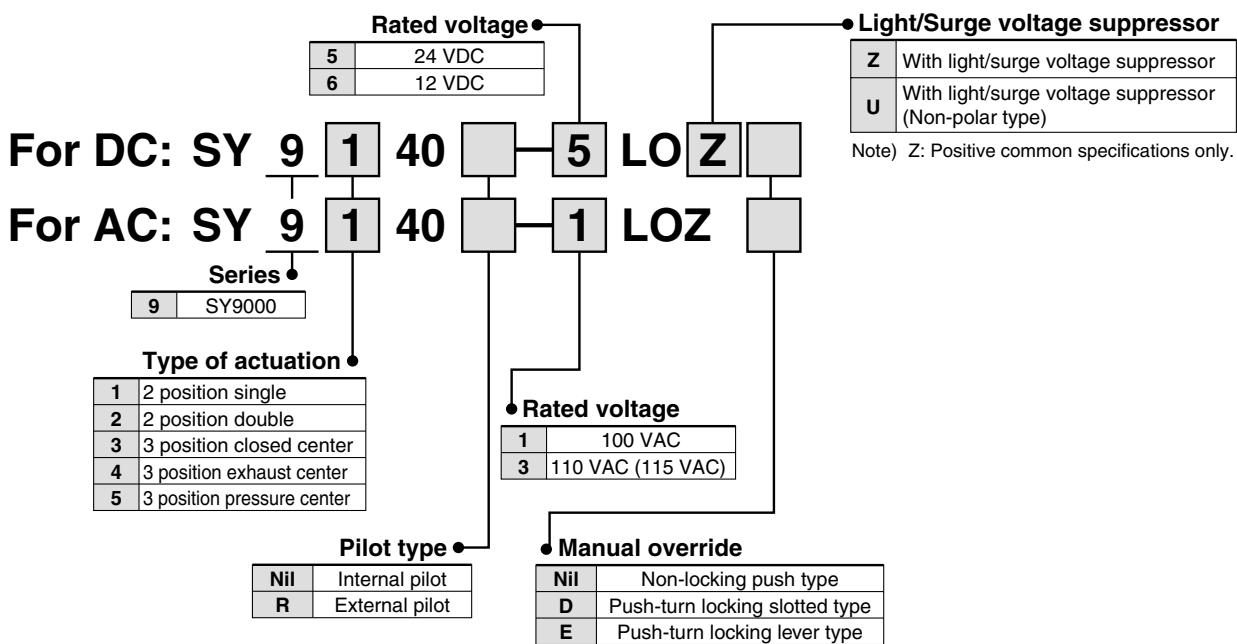 Rated voltage
5 24 VDC
6 12 VDC
Light/Surge voltage suppressor
Z With light/surge voltage suppressor
U With light/surge voltage suppressor
(Non-polar type)
Note) Z: Positive common specifications only.
For DC: SY 9 1 40 — 5 LO Z
For AC: SY 9 1 40 — 1 LOZ
Series
9 SY9000
Type of actuation
1 2 position single
2 2 position double
3 3 position closed center
4 3 position exhaust center
5 3 position pressure center
Rated voltage
1 100 VAC
3 110 VAC (115 VAC)
Pilot type
Nil Internal pilot
R External pilot
Manual override
Nil Non-locking push type
D Push-turn locking slotted type
E Push-turn locking lever type